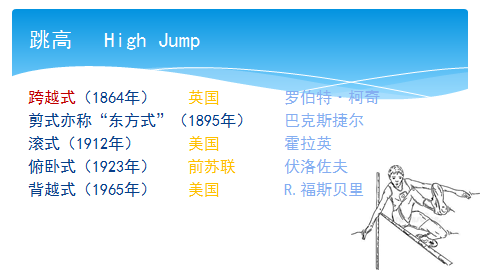 跳高 High Jump
跨越式（1864年） 英国 罗伯特·柯奇
剪式亦称“东方式”（1895年） 巴克斯捷尔
滚式（1912年） 美国 霍拉英
俯卧式（1923年） 前苏联 伏洛佐夫
背越式（1965年） 美国 R.福斯贝里